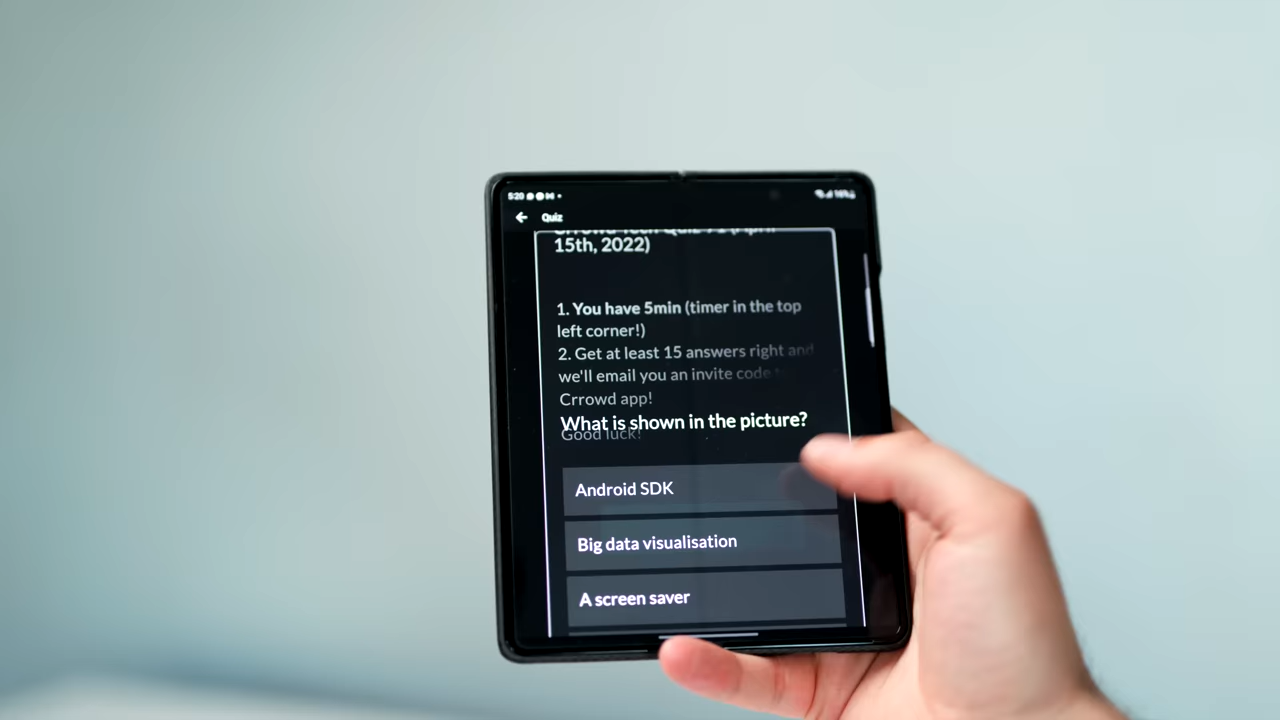 5:20
Quiz
15th, 2022)
1. You have 5min (timer in the top
left corner!)
2. Get at least 15 answers right and
we'll email you an invite code
Crrowd app!
What is shown in the picture?
Good luck!
Android SDK
Big data visualisation
A screen saver